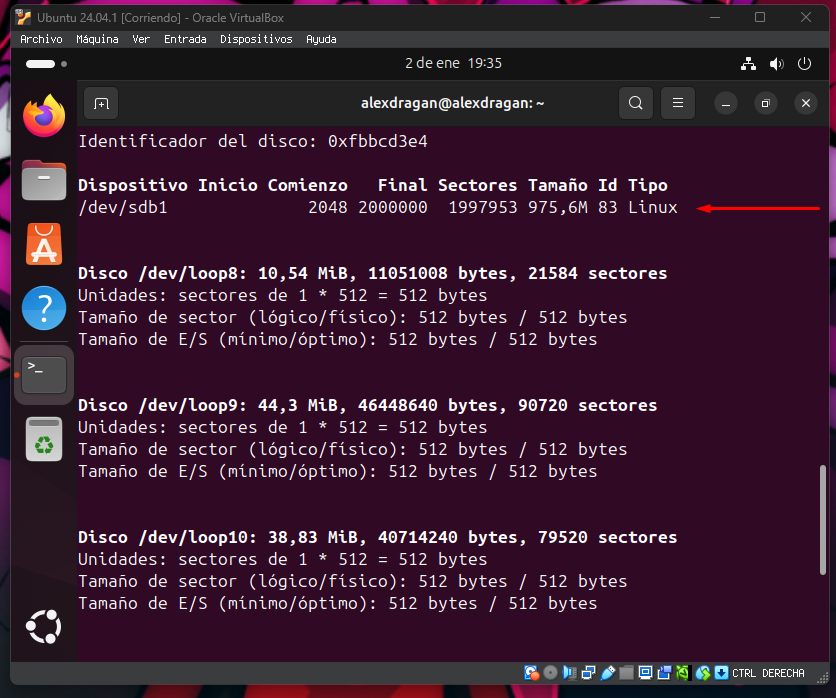 Ubuntu 24.04.1 [Corriendo] - Oracle VirtualBox
Archivo Máquina Ver Entrada Dispositivos Ayuda
2 de ene 19:35
alexdragan@alexdragan: ~
Identificador del disco: 0xfbbcd3e4
Dispositivo Inicio Comienzo Final Sectores Tamaño Id Tipo
/dev/sdb1 2048 2000000 1997953 975,6M 83 Linux
Disco /dev/loop8: 10,54 MiB, 11051008 bytes, 21584 sectores
Unidades: sectores de 1 * 512 = 512 bytes
Tamaño de sector (lógico/físico): 512 bytes / 512 bytes
Tamaño de E/S (mínimo/óptimo): 512 bytes / 512 bytes
Disco /dev/loop9: 44,3 MiB, 46448640 bytes, 90720 sectores
Unidades: sectores de 1 * 512 = 512 bytes
Tamaño de sector (lógico/físico): 512 bytes / 512 bytes
Tamaño de E/S (mínimo/óptimo): 512 bytes / 512 bytes
Disco /dev/loop10: 38,83 MiB, 40714240 bytes, 79520 sectores
Unidades: sectores de 1 * 512 = 512 bytes
Tamaño de sector (lógico/físico): 512 bytes / 512 bytes
Tamaño de E/S (mínimo/óptimo): 512 bytes / 512 bytes
CTRL DERECHA